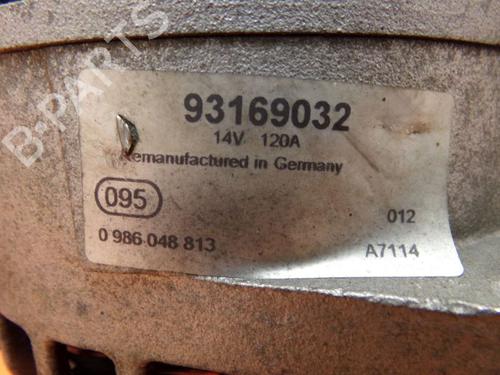 B-PARTS
93169032
14V 120A
Remanufactured in Germany
095
012
0 986 048 813
A7114